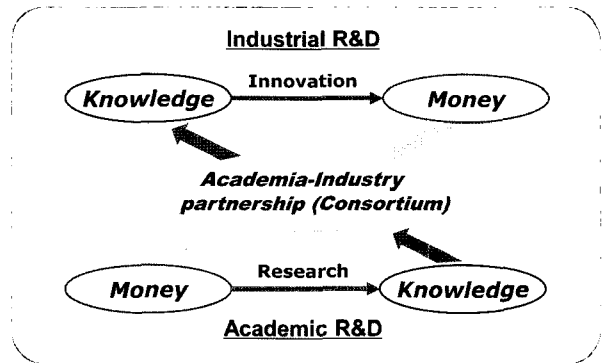 Industrial R&D
Innovation
Knowledge
Money
Academia-Industry
partnership (Consortium)
Research
Money
Knowledge
Academic R&D